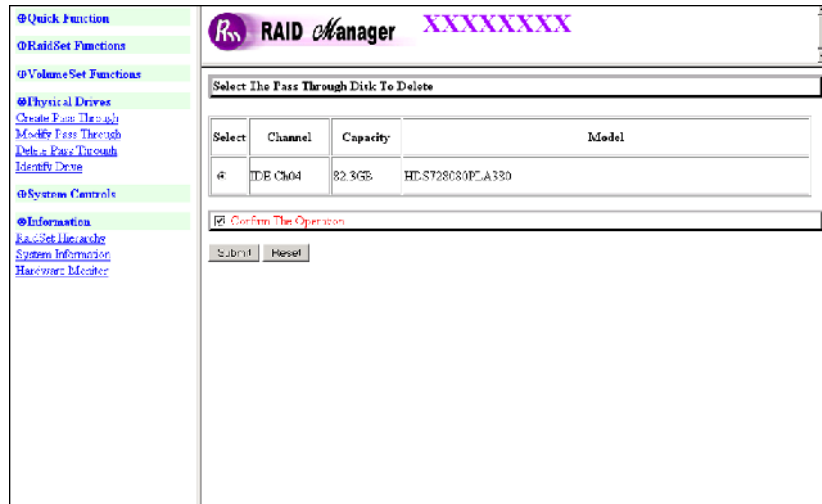 Quick Function
RaidSet Functions
VolumeSet Functions
Physical Drives
Create Pass Through
Modify Pass Through
Delete Pass Through
Identify Drive
System Controls
Information
RaidSet Hierarchy
System Information
Hardware Monitor
RAID Manager XXXXXXXX
Select The Pass Through Disk To Delete
Select Channel Capacity Model
IDE Ch04 82.3GB HDS728080PLA380
Confirm The Operation
Submit Reset